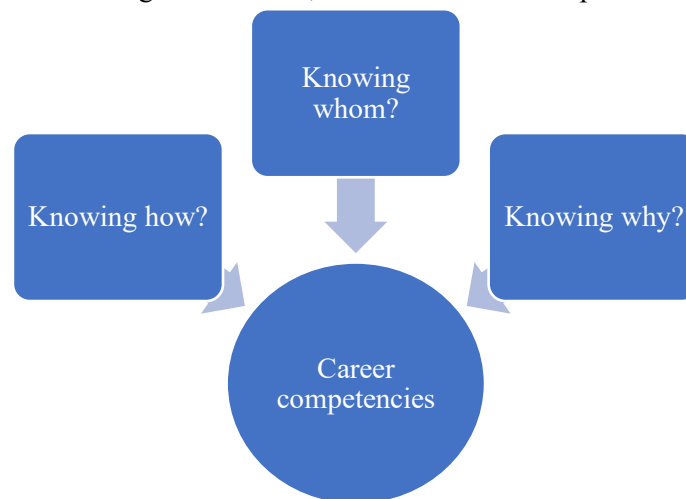 Knowing
whom?
Knowing how?
Knowing why?
Career
competencies